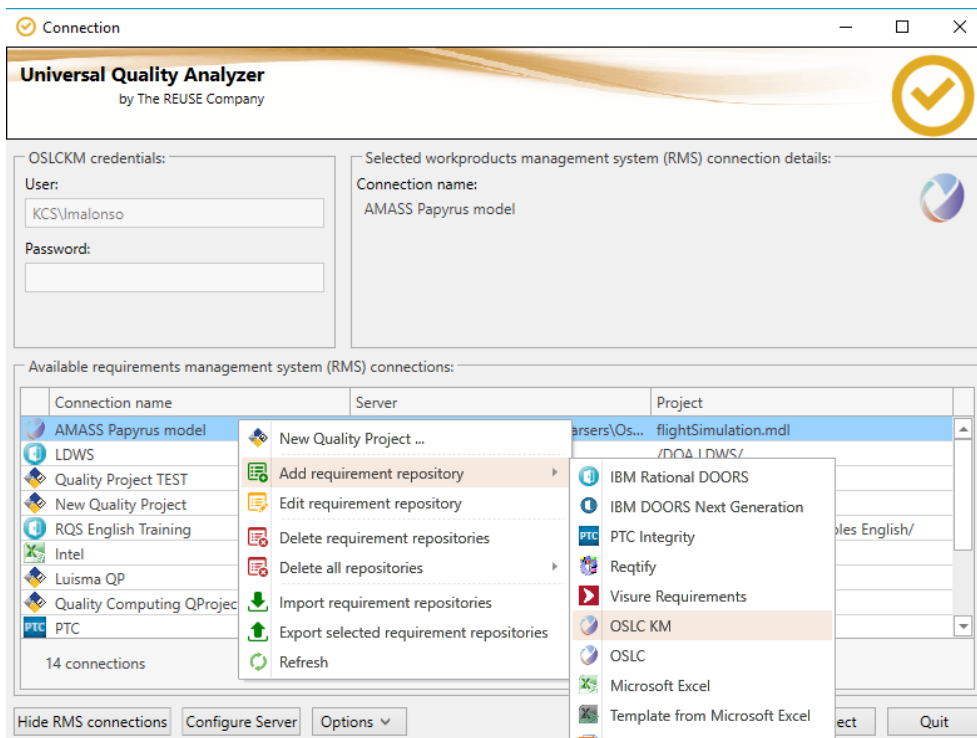 Connection
Universal Quality Analyzer
by The REUSE Company
OSLCKM credentials:
User:
KCS\lmalonso
Password:
Selected workproducts management system (RMS) connection details:
Connection name:
AMASS Papyrus model
Available requirements management system (RMS) connections:
Connection name Server Project
AMASS Papyrus model arsers\Os... flightSimulation.mdl
LDWS /DOA LDWS/
Quality Project TEST
New Quality Project
RQS English Training ples English/
Intel
Luisma QP
Quality Computing QProjec
PTC PTC
14 connections
New Quality Project ...
Add requirement repository
Edit requirement repository
Delete requirement repositories
Delete all repositories
Import requirement repositories
Export selected requirement repositories
Refresh
IBM Rational DOORS
IBM DOORS Next Generation
PTC PTC Integrity
Reqtify
Visure Requirements
OSLC KM
OSLC
Microsoft Excel
Template from Microsoft Excel
Hide RMS connections Configure Server Options ect Quit